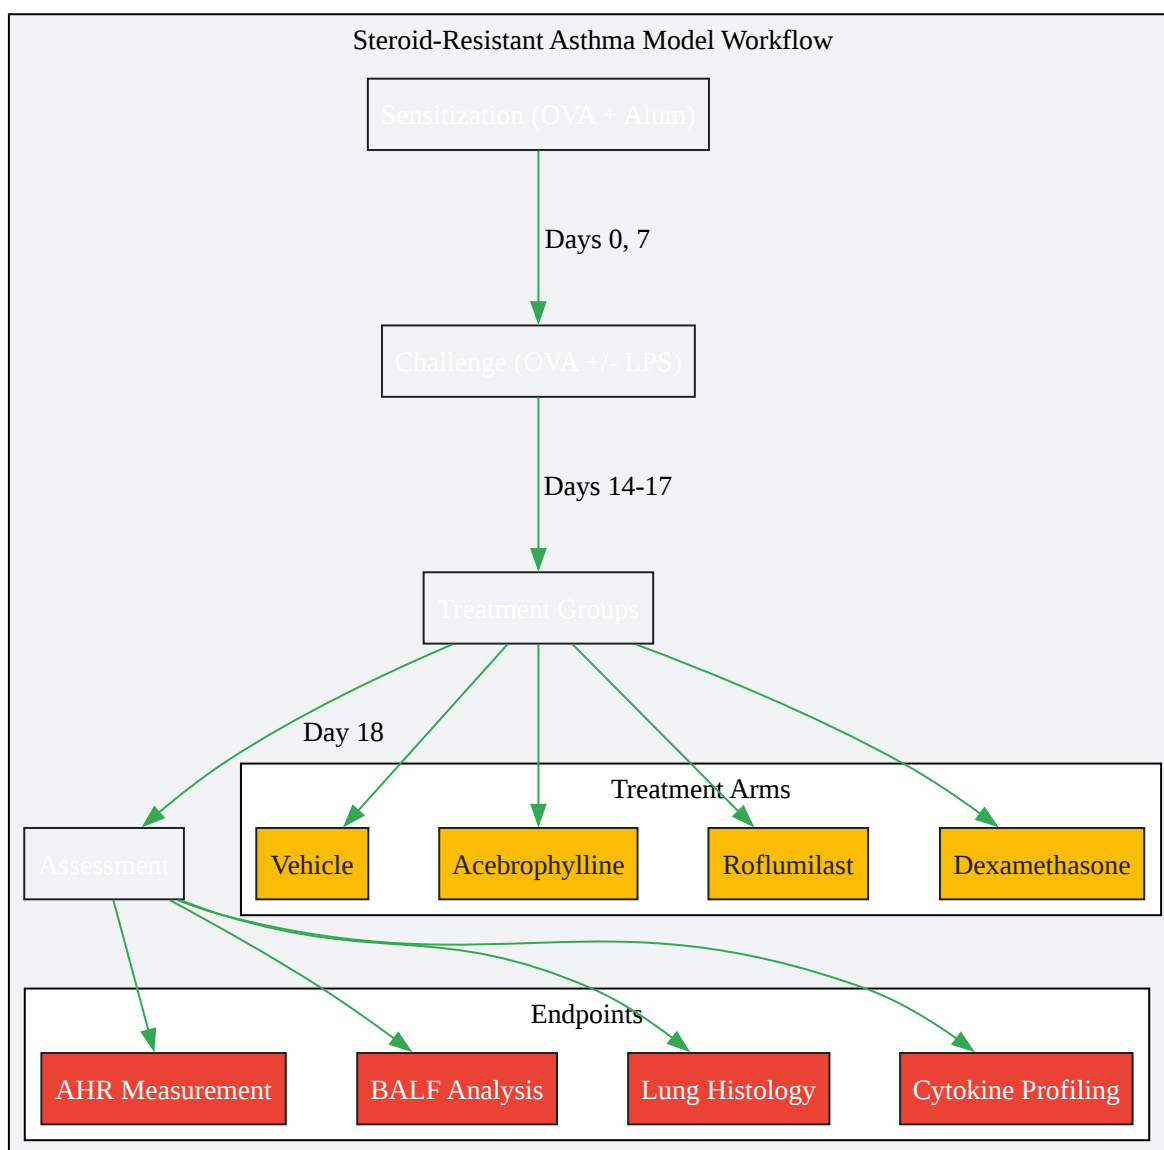 Steroid-Resistant Asthma Model Workflow
Sensitization (OVA + Alum)
Days 0, 7
Challenge (OVA +/- LPS)
Days 14-17
Treatment Groups
Day 18
Treatment Arms
Assessment
Vehicle
Acebrophylline
Roflumilast
Dexamethasone
Endpoints
AHR Measurement
BALF Analysis
Lung Histology
Cytokine Profiling